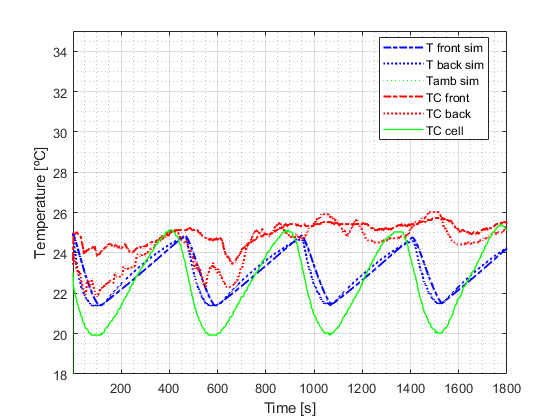 34
32
30
28
26
24
22
20
18
Temperature [ºC]
200 400 600 800 1000 1200 1400 1600 1800
Time [s]
T front sim
T back sim
Tamb sim
TC front
TC back
TC cell